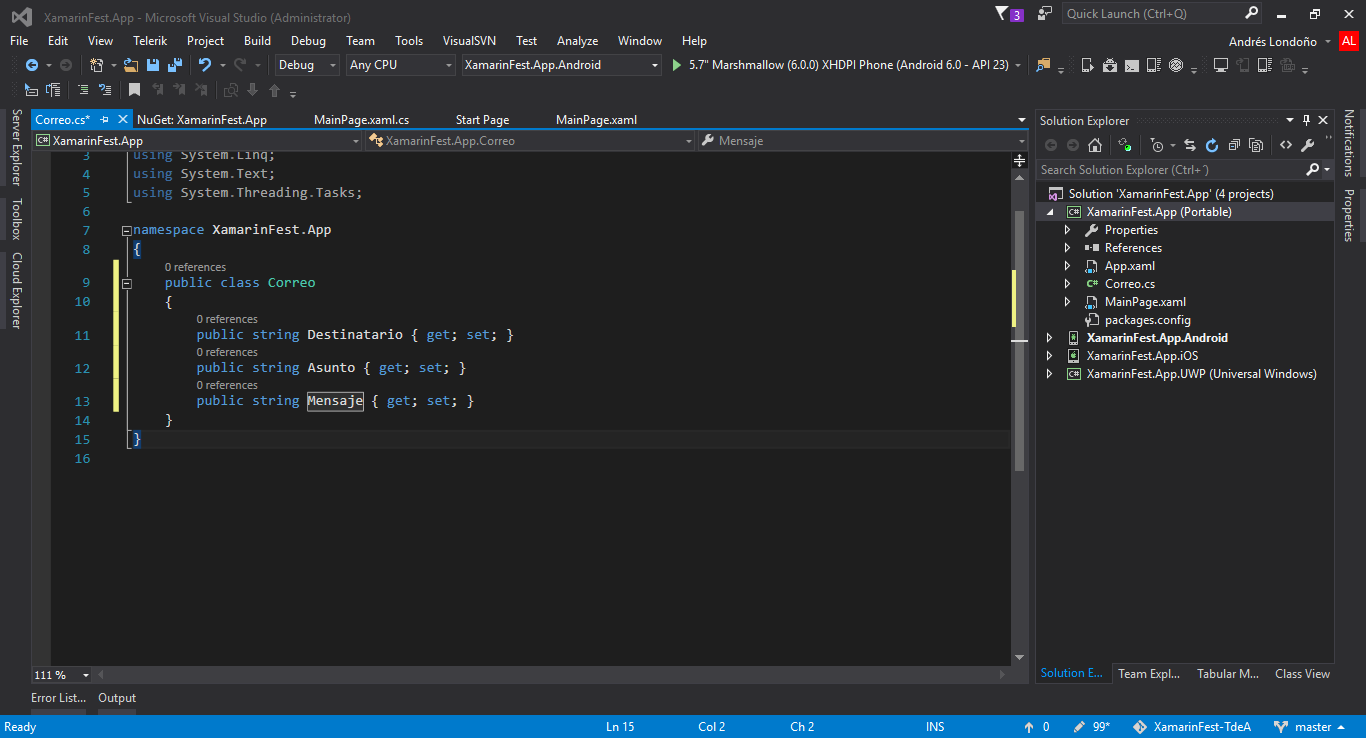 XamarinFest.App - Microsoft Visual Studio (Administrator)
3
Quick Launch (Ctrl+Q)
File Edit View Telerik Project Build Debug Team Tools VisualSVN Test Analyze Window Help
Andrés Londoño AL
Debug Any CPU XamarinFest.App.Android 5.7" Marshmallow (6.0.0) XHDPI Phone (Android 6.0 - API 23)
Server Explorer
Toolbox
Cloud Explorer
Correo.cs* NuGet: XamarinFest.App MainPage.xaml.cs Start Page MainPage.xaml
C# XamarinFest.App XamarinFest.App.Correo Mensaje
3 using System.Linq;
4 using System.Text;
5 using System.Threading.Tasks;
6
7 namespace XamarinFest.App
8 {
0 references
9 public class Correo
10 {
0 references
11 public string Destinatario { get; set; }
0 references
12 public string Asunto { get; set; }
0 references
13 public string Mensaje { get; set; }
14 }
15 }
16
111 %
Solution Explorer
Search Solution Explorer (Ctrl+´)
Solution 'XamarinFest.App' (4 projects)
C# XamarinFest.App (Portable)
Properties
References
App.xaml
C# Correo.cs
MainPage.xaml
packages.config
XamarinFest.App.Android
XamarinFest.App.iOS
C# XamarinFest.App.UWP (Universal Windows)
Solution E... Team Expl... Tabular M... Class View
Notifications
Properties
Error List... Output
Ready Ln 15 Col 2 Ch 2 INS 0 99* XamarinFest-TdeA master